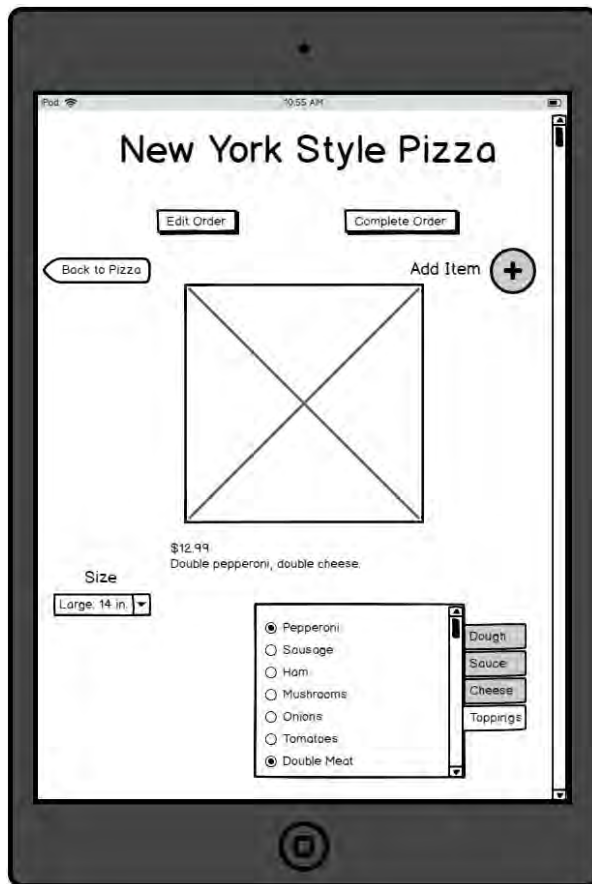 Pod 10:55 AM
New York Style Pizza
Edit Order
Complete Order
Back to Pizza
Add Item
$12.99
Double pepperoni, double cheese.
Size
Large: 14 in.
Pepperoni
Sausage
Ham
Mushrooms
Onions
Tomatoes
Double Meat
Dough
Sauce
Cheese
Toppings